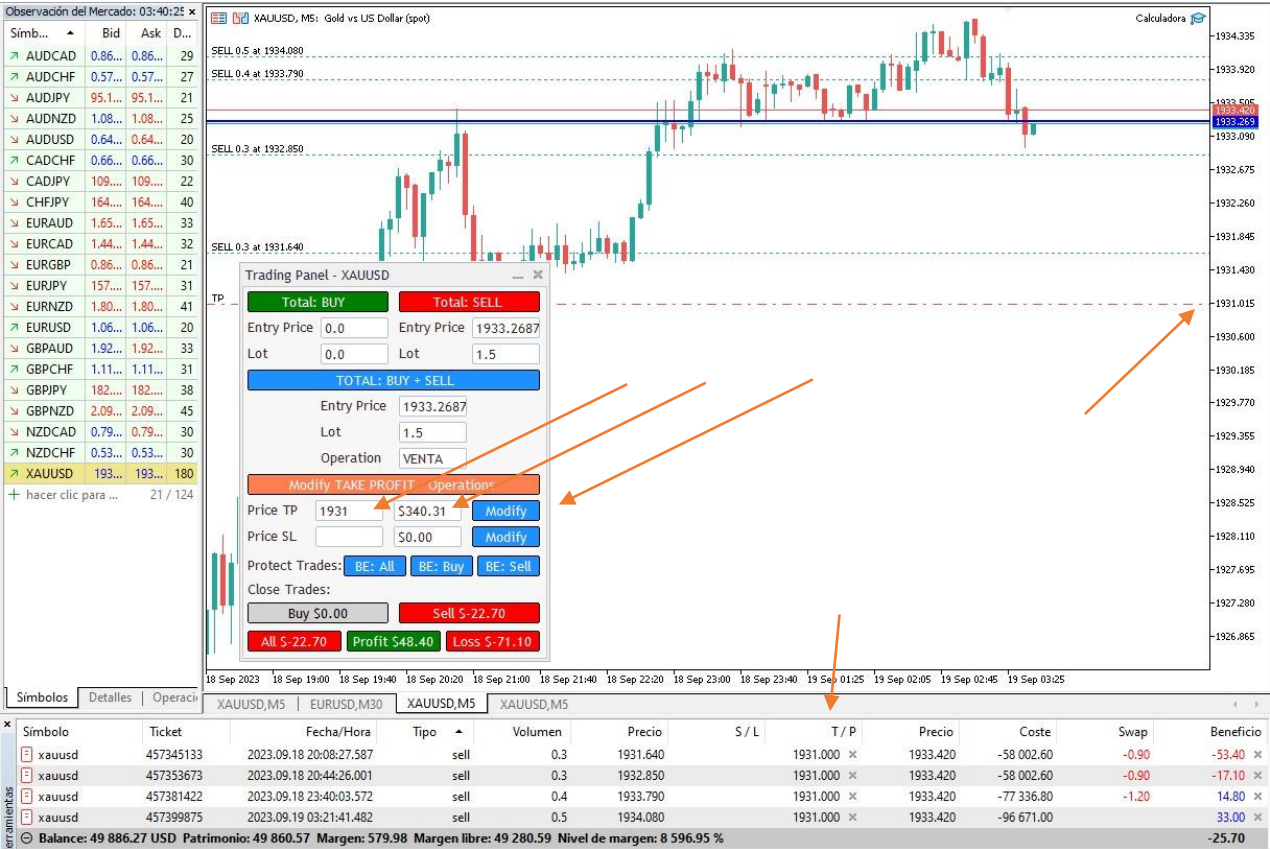 Observación del Mercado: 03:40:25
Símb... Bid Ask D...
AUDCAD 0.86... 0.86... 29
AUDCHF 0.57... 0.57... 27
AUDJPY 95.1... 95.1... 21
AUDNZD 1.08... 1.08... 25
AUDUSD 0.64... 0.64... 20
CADCHF 0.66... 0.66... 30
CADJPY 109.... 109.... 22
CHFJPY 164.... 164.... 40
EURAUD 1.65... 1.65... 33
EURCAD 1.44... 1.44... 32
EURGBP 0.86... 0.86... 21
EURJPY 157.... 157.... 31
EURNZD 1.80... 1.80... 41
EURUSD 1.06... 1.06... 20
GBPAUD 1.92... 1.92... 33
GBPCHF 1.11... 1.11... 31
GBPJPY 182.... 182.... 38
GBPNZD 2.09... 2.09... 45
NZDCAD 0.79... 0.79... 30
NZDCHF 0.53... 0.53... 30
XAUUSD 193... 193... 180
+ hacer clic para ... 21 / 124
Símbolos | Detalles | Operaci
XAUUSD, M5: Gold vs US Dollar (spot)
Calculadora
SELL 0.5 at 1934.080
SELL 0.4 at 1933.790
SELL 0.3 at 1932.850
SELL 0.3 at 1931.640
TP
1934.335
1933.920
1933.505
1933.420
1933.269
1933.090
1932.675
1932.260
1931.845
1931.430
1931.015
1930.600
1930.185
1929.770
1929.355
1928.940
1928.525
1928.110
1927.695
1927.280
1926.865
Trading Panel - XAUUSD
Total: BUY Total: SELL
Entry Price 0.0 Entry Price 1933.2687
Lot 0.0 Lot 1.5
TOTAL: BUY + SELL
Entry Price 1933.2687
Lot 1.5
Operation VENTA
Modify TAKE PROFIT Operations
Price TP 1931 $340.31 Modify
Price SL $0.00 Modify
Protect Trades: BE: All BE: Buy BE: Sell
Close Trades:
Buy $0.00 Sell $-22.70
All $-22.70 Profit $48.40 Loss $-71.10
18 Sep 2023 18 Sep 19:00 18 Sep 19:40 18 Sep 20:20 18 Sep 21:00 18 Sep 21:40 18 Sep 22:20 18 Sep 23:00 18 Sep 23:40 19 Sep 01:25 19 Sep 02:05 19 Sep 02:45 19 Sep 03:25
XAUUSD,M5 | EURUSD,M30 XAUUSD,M5 XAUUSD,M5
Símbolo Ticket Fecha/Hora Tipo Volumen Precio S / L T / P Precio Coste Swap Beneficio
xauusd 457345133 2023.09.18 20:08:27.587 sell 0.3 1931.640 1931.000 1933.420 -58 002.60 -0.90 -53.40
xauusd 457353673 2023.09.18 20:44:26.001 sell 0.3 1932.850 1931.000 1933.420 -58 002.60 -0.90 -17.10
xauusd 457381422 2023.09.18 23:40:03.572 sell 0.4 1933.790 1931.000 1933.420 -77 336.80 -1.20 14.80
xauusd 457399875 2023.09.19 03:21:41.482 sell 0.5 1934.080 1931.000 1933.420 -96 671.00 33.00
Balance: 49 886.27 USD Patrimonio: 49 860.57 Margen: 579.98 Margen libre: 49 280.59 Nivel de margen: 8 596.95 % -25.70
erramientas